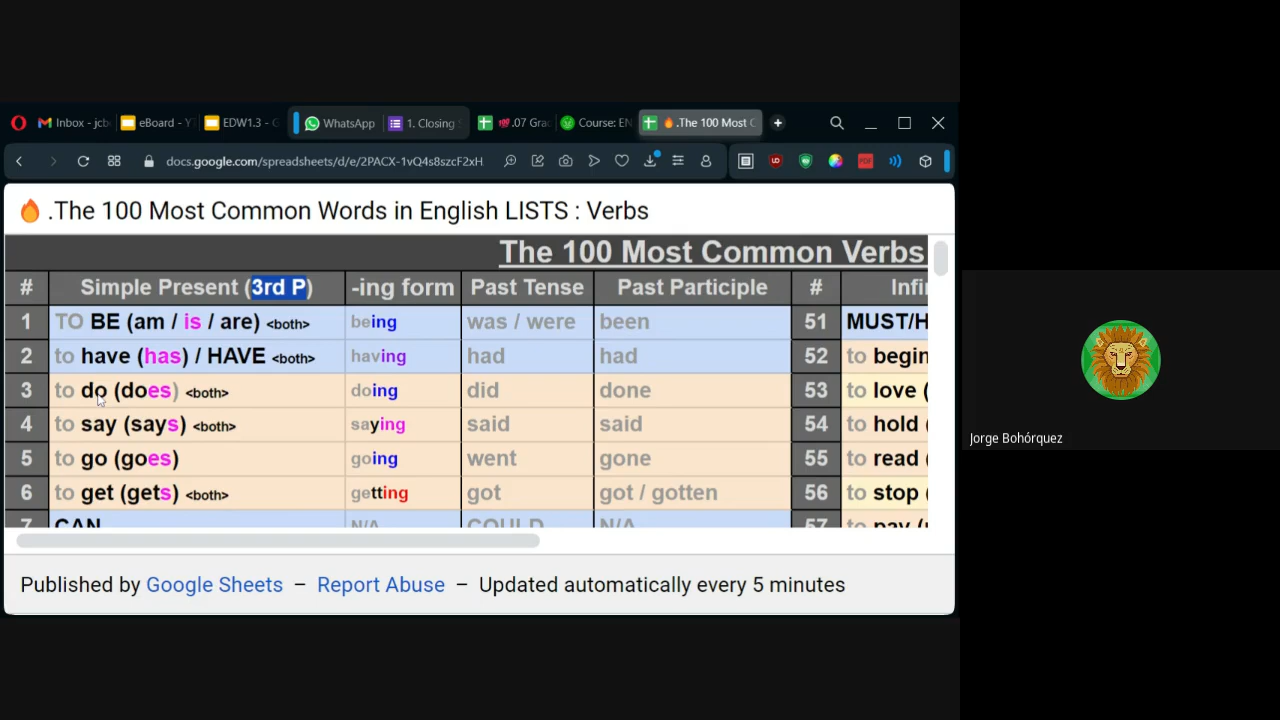 Inbox - jcb eBoard - Y EDW1.3 - G WhatsApp 1. Closing .07 Gra Course: EN .The 100 Most C
docs.google.com/spreadsheets/d/e/2PACX-1vQ4s8szcF2xH
.The 100 Most Common Words in English LISTS : Verbs
The 100 Most Common Verbs
# Simple Present (3rd P) -ing form Past Tense Past Participle # Infi
1 TO BE (am / is / are) <both> being was / were been 51 MUST/H
2 to have (has) / HAVE <both> having had had 52 to begin
3 to do (does) <both> doing did done 53 to love (
4 to say (says) <both> saying said said 54 to hold (
5 to go (goes) going went gone 55 to read (
6 to get (gets) <both> getting got got / gotten 56 to stop (
7 CAN N/A COULD N/A 57 to pay (
Published by Google Sheets – Report Abuse – Updated automatically every 5 minutes
Jorge Bohórquez